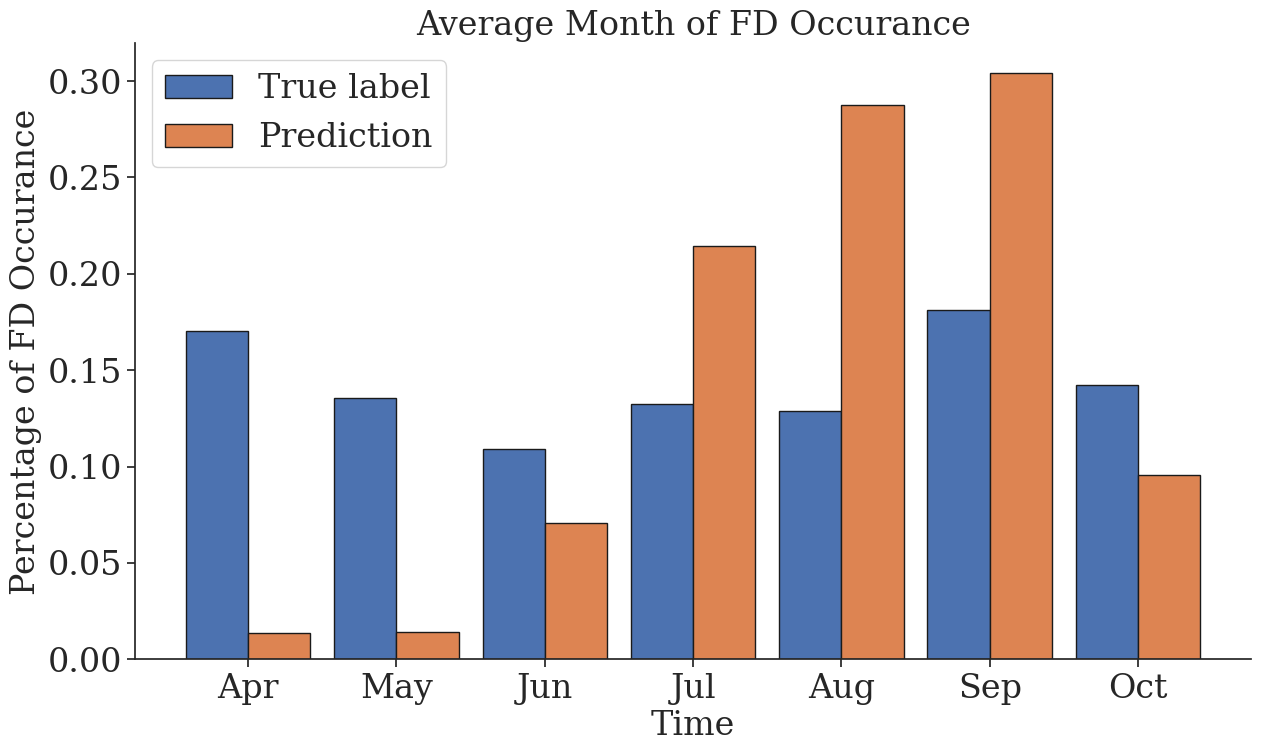 Average Month of FD Occurance
True label
Prediction
Percentage of FD Occurance
0.30
0.25
0.20
0.15
0.10
0.05
0.00
Apr May Jun Jul Aug Sep Oct
Time